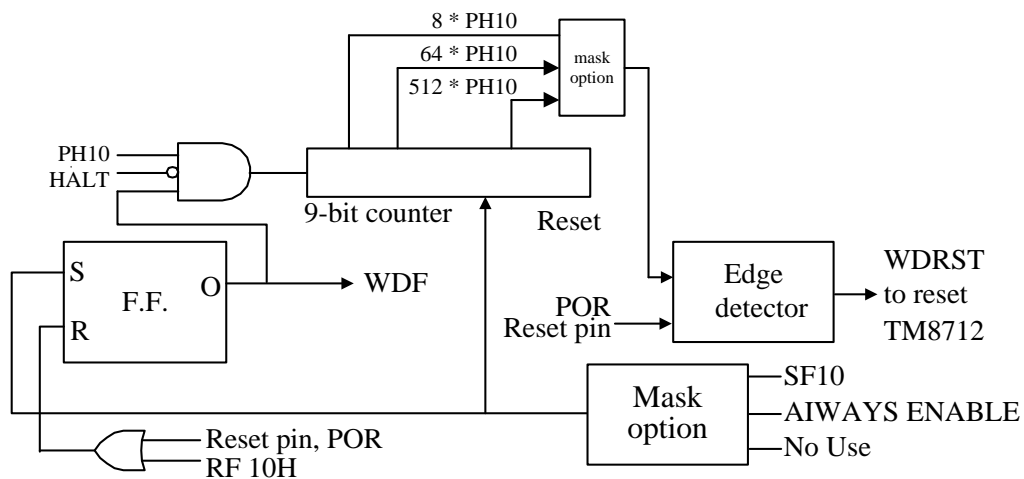 8 * PH10
64 * PH10
512 * PH10
mask
option
PH10
HALT
9-bit counter
Reset
S
R
F.F.
O
WDF
POR
Reset pin
Edge
detector
WDRST
to reset
TM8712
Mask
option
SF10
AIWAYS ENABLE
No Use
Reset pin, POR
RF 10H